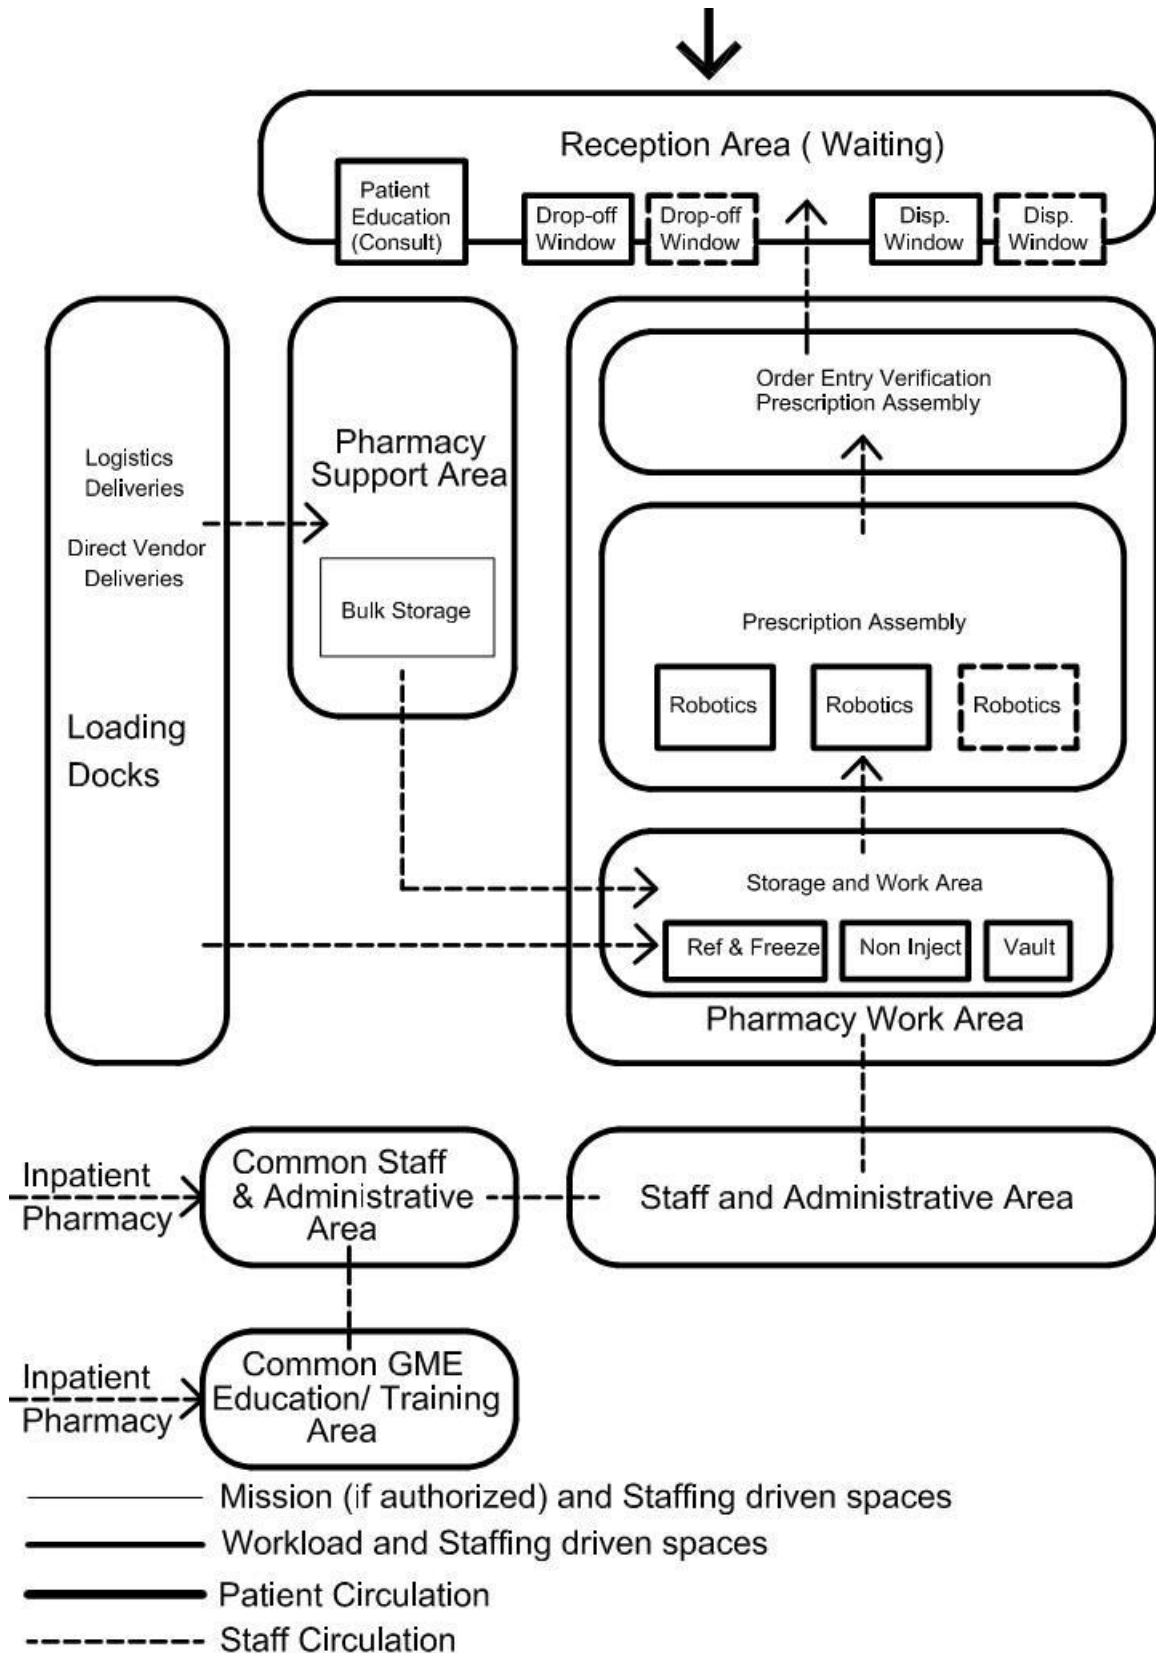 Reception Area ( Waiting)
Patient
Education
(Consult)
Drop-off
Window
Drop-off
Window
Disp.
Window
Disp.
Window
Order Entry Verification
Prescription Assembly
Pharmacy
Support Area
Logistics
Deliveries
Direct Vendor
Deliveries
Bulk Storage
Prescription Assembly
Robotics
Robotics
Robotics
Loading
Docks
Storage and Work Area
Ref & Freeze
Non Inject
Vault
Pharmacy Work Area
Inpatient
Pharmacy
Common Staff
& Administrative
Area
Staff and Administrative Area
Inpatient
Pharmacy
Common GME
Education/ Training
Area
Mission (if authorized) and Staffing driven spaces
Workload and Staffing driven spaces
Patient Circulation
Staff Circulation